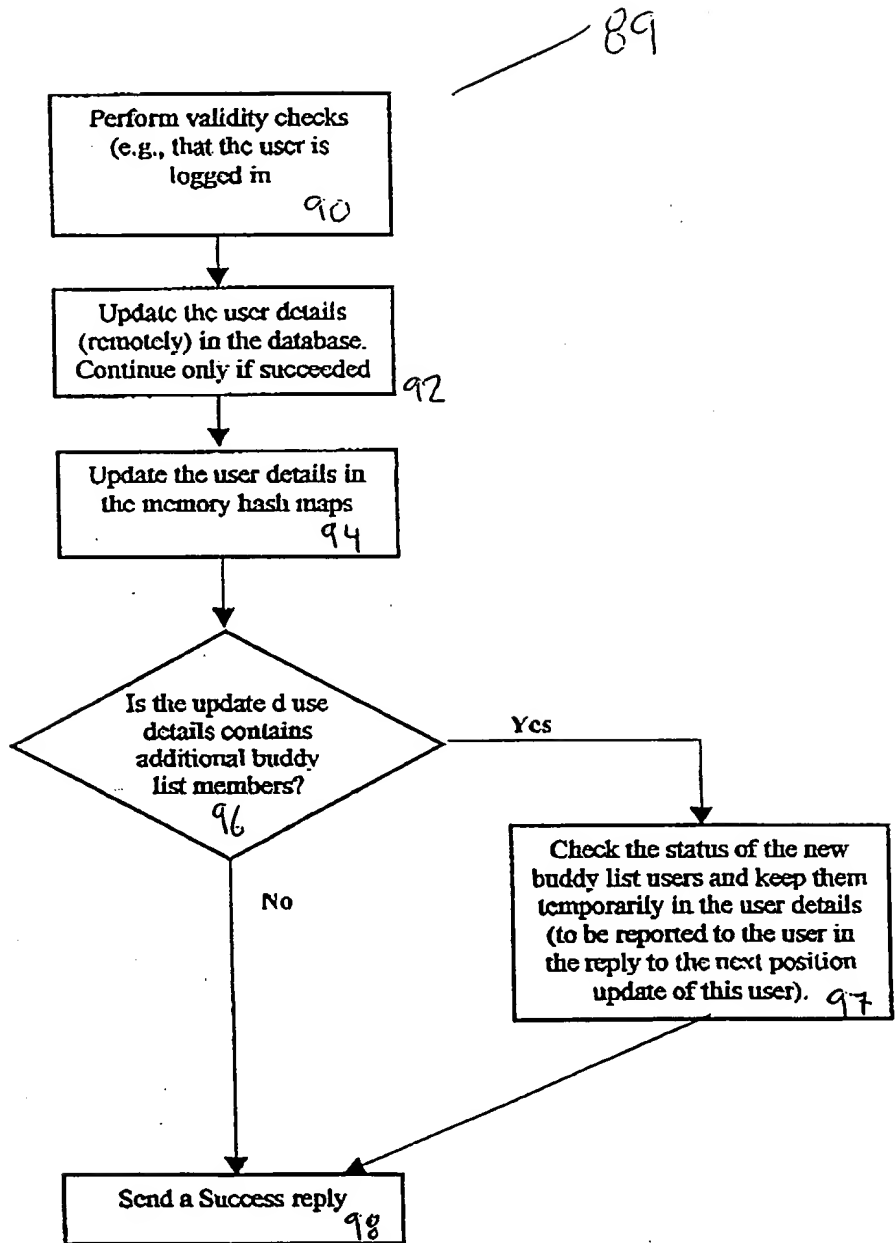 89
Perform validity checks
(e.g., that the user is
logged in
90
Update the user details
(remotely) in the database.
Continue only if succeeded
92
Update the user details in
the memory hash maps
94
Is the update d use
details contains
additional buddy
list members?
96
Yes
No
Check the status of the new
buddy list users and keep them
temporarily in the user details
(to be reported to the user in
the reply to the next position
update of this user).
97
Send a Success reply
98